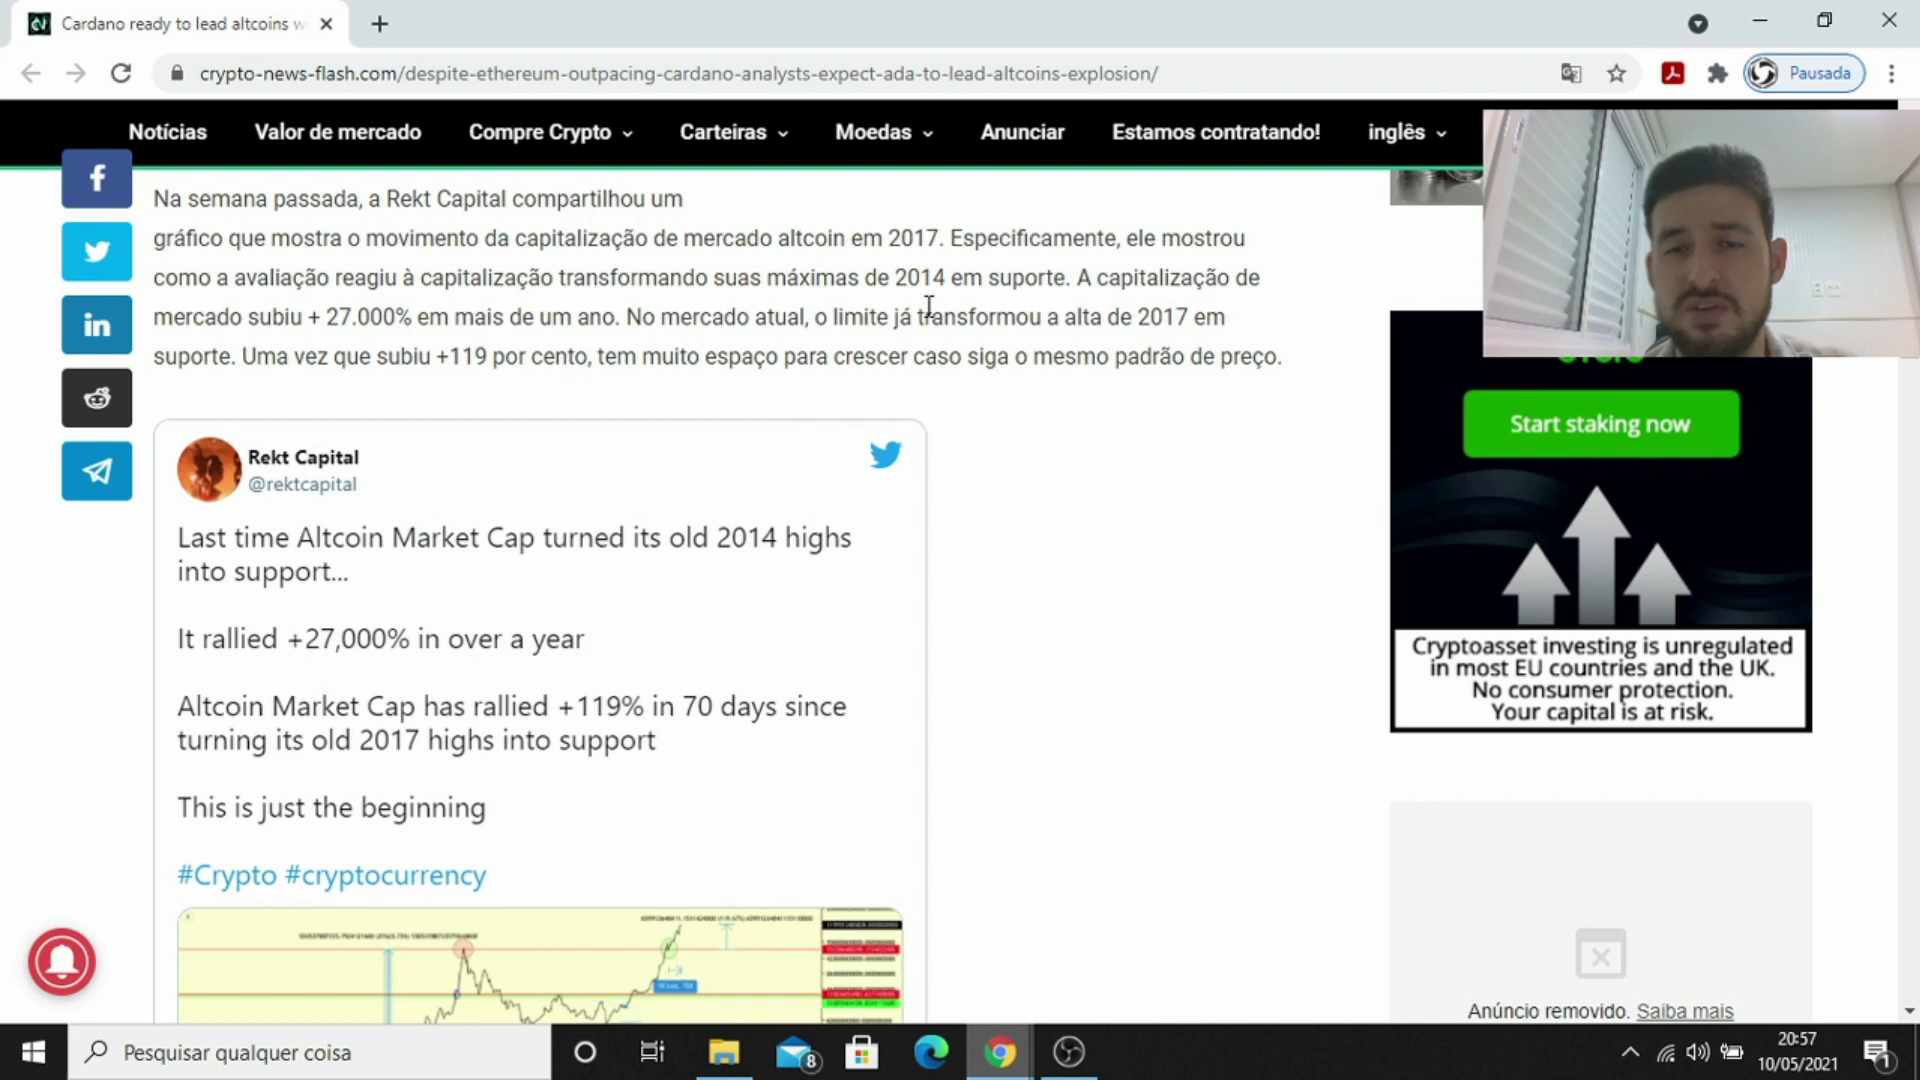 Cardano ready to lead altcoins w
crypto-news-flash.com/despite-ethereum-outpacing-cardano-analysts-expect-ada-to-lead-altcoins-explosion/
Pausada
Notícias
Valor de mercado
Compre Crypto
Carteiras
Moedas
Anunciar
Estamos contratando!
inglês
Na semana passada, a Rekt Capital compartilhou um
gráfico que mostra o movimento da capitalização de mercado altcoin em 2017. Especificamente, ele mostrou
como a avaliação reagiu à capitalização transformando suas máximas de 2014 em suporte. A capitalização de
mercado subiu + 27.000% em mais de um ano. No mercado atual, o limite já transformou a alta de 2017 em
suporte. Uma vez que subiu +119 por cento, tem muito espaço para crescer caso siga o mesmo padrão de preço.
Rekt Capital
@rektcapital
Last time Altcoin Market Cap turned its old 2014 highs
into support...
It rallied +27,000% in over a year
Altcoin Market Cap has rallied +119% in 70 days since
turning its old 2017 highs into support
This is just the beginning
#Crypto #cryptocurrency
Start staking now
Cryptoasset investing is unregulated
in most EU countries and the UK.
No consumer protection.
Your capital is at risk.
Anúncio removido. Saiba mais
Pesquisar qualquer coisa
8
20:57
10/05/2021
1